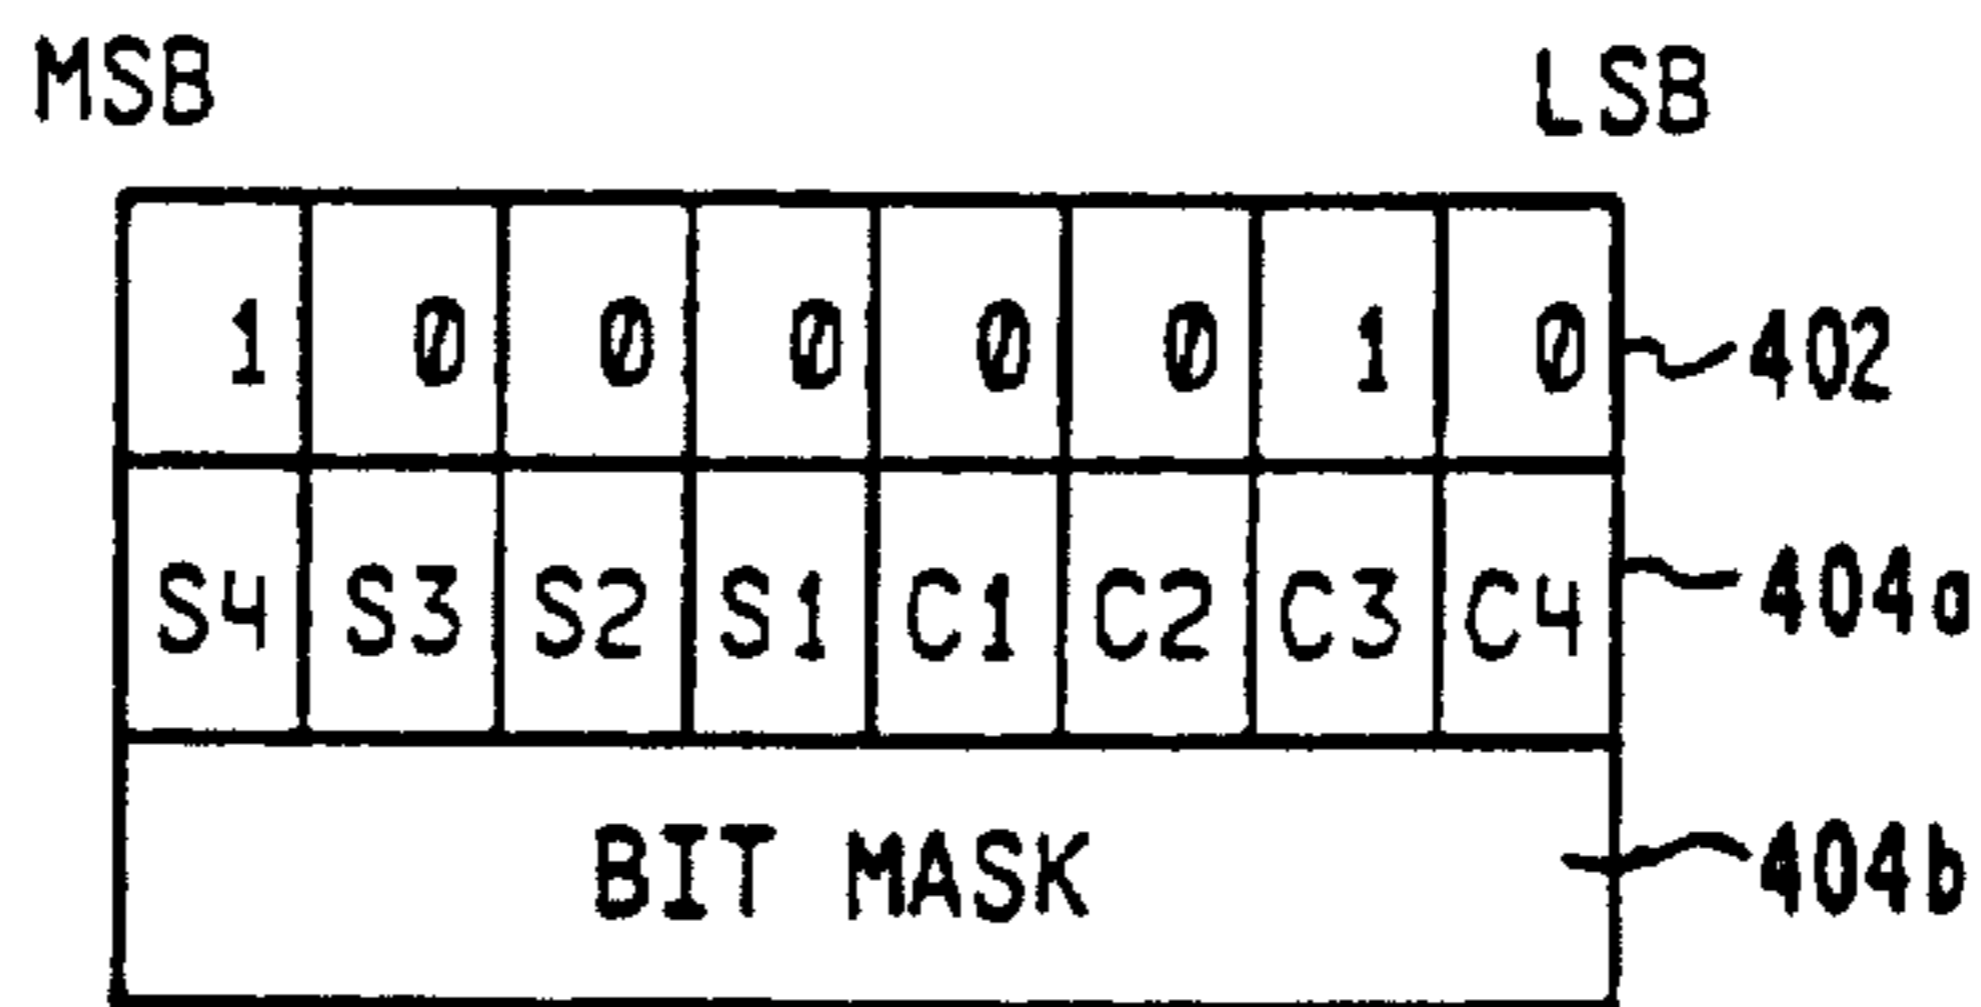 MSB LSB
1 0 0 0 0 0 1 0 402
S4 S3 S2 S1 C1 C2 C3 C4 404a
BIT MASK 404b